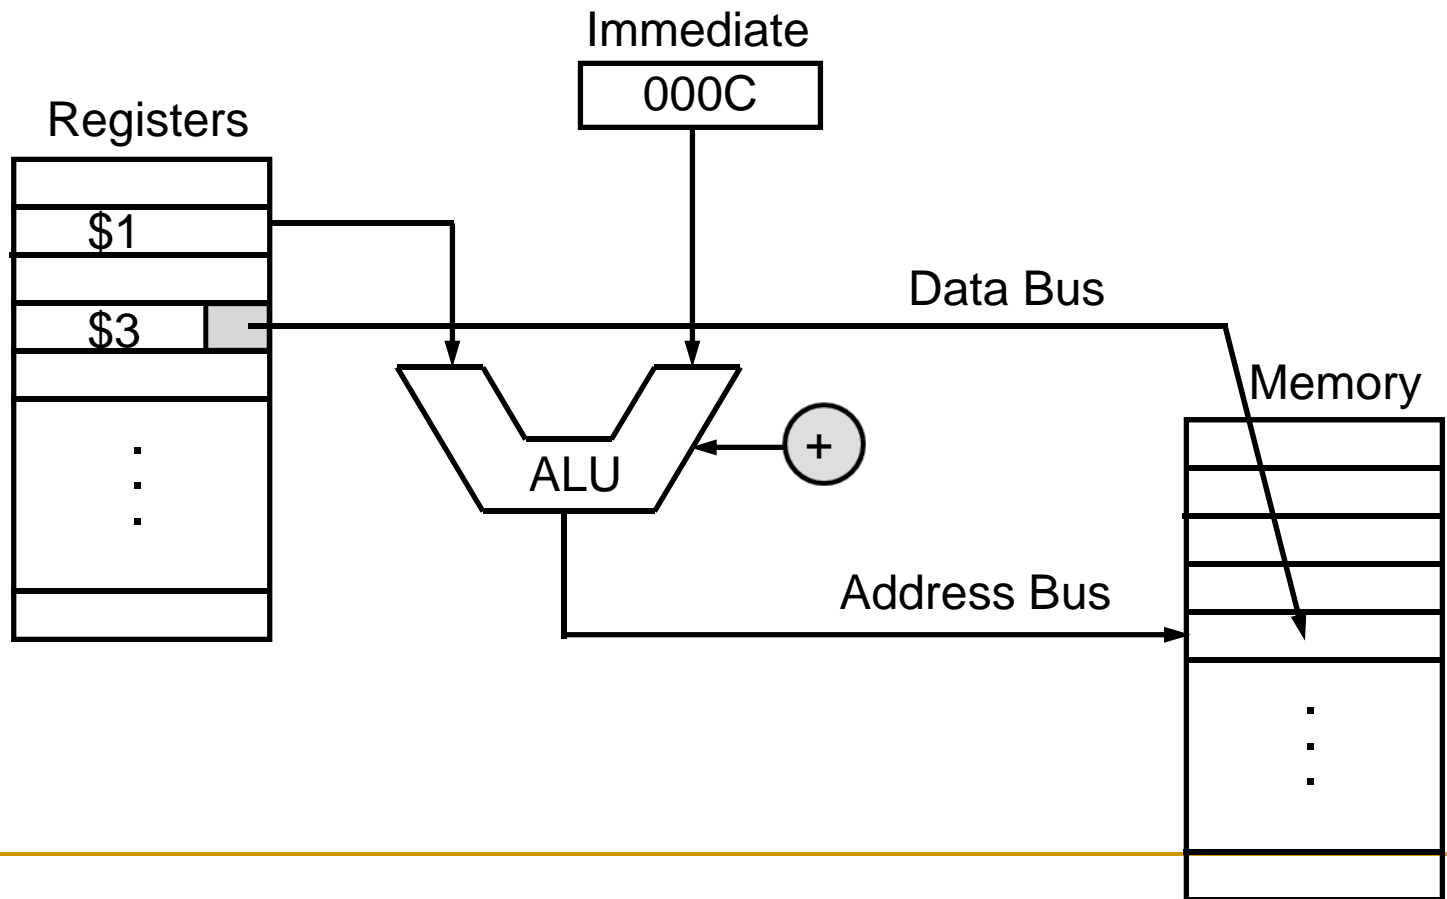 Immediate
000C
Registers
$1
$3
Data Bus
Memory
+
ALU
Address Bus